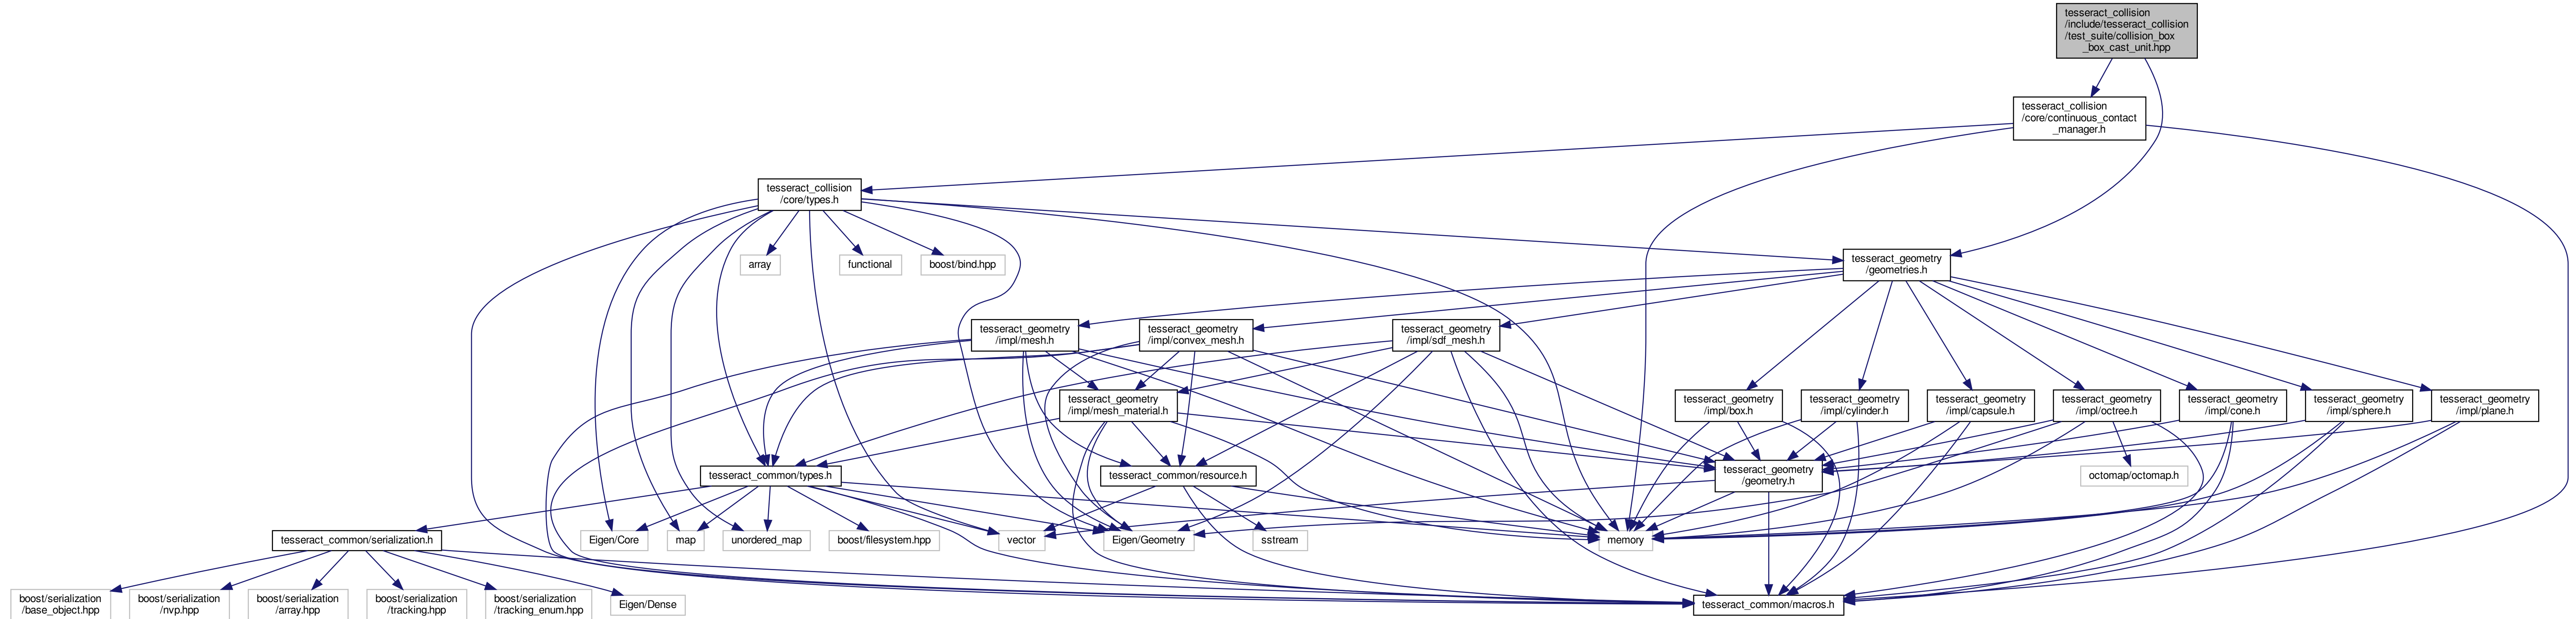 tesseract_collision
/include/tesseract_collision
/test_suite/collision_box
_box_cast_unit.hpp
tesseract_collision
/core/continuous_contact
_manager.h
tesseract_collision
/core/types.h
array
functional
boost/bind.hpp
tesseract_geometry
/geometries.h
tesseract_geometry
/impl/mesh.h
tesseract_geometry
/impl/convex_mesh.h
tesseract_geometry
/impl/sdf_mesh.h
tesseract_geometry
/impl/mesh_material.h
tesseract_geometry
/impl/box.h
tesseract_geometry
/impl/cylinder.h
tesseract_geometry
/impl/capsule.h
tesseract_geometry
/impl/octree.h
tesseract_geometry
/impl/cone.h
tesseract_geometry
/impl/sphere.h
tesseract_geometry
/impl/plane.h
tesseract_common/types.h
tesseract_common/resource.h
tesseract_geometry
/geometry.h
octomap/octomap.h
tesseract_common/serialization.h
Eigen/Core
map
unordered_map
boost/filesystem.hpp
vector
Eigen/Geometry
sstream
memory
boost/serialization
/base_object.hpp
boost/serialization
/nvp.hpp
boost/serialization
/array.hpp
boost/serialization
/tracking.hpp
boost/serialization
/tracking_enum.hpp
Eigen/Dense
tesseract_common/macros.h